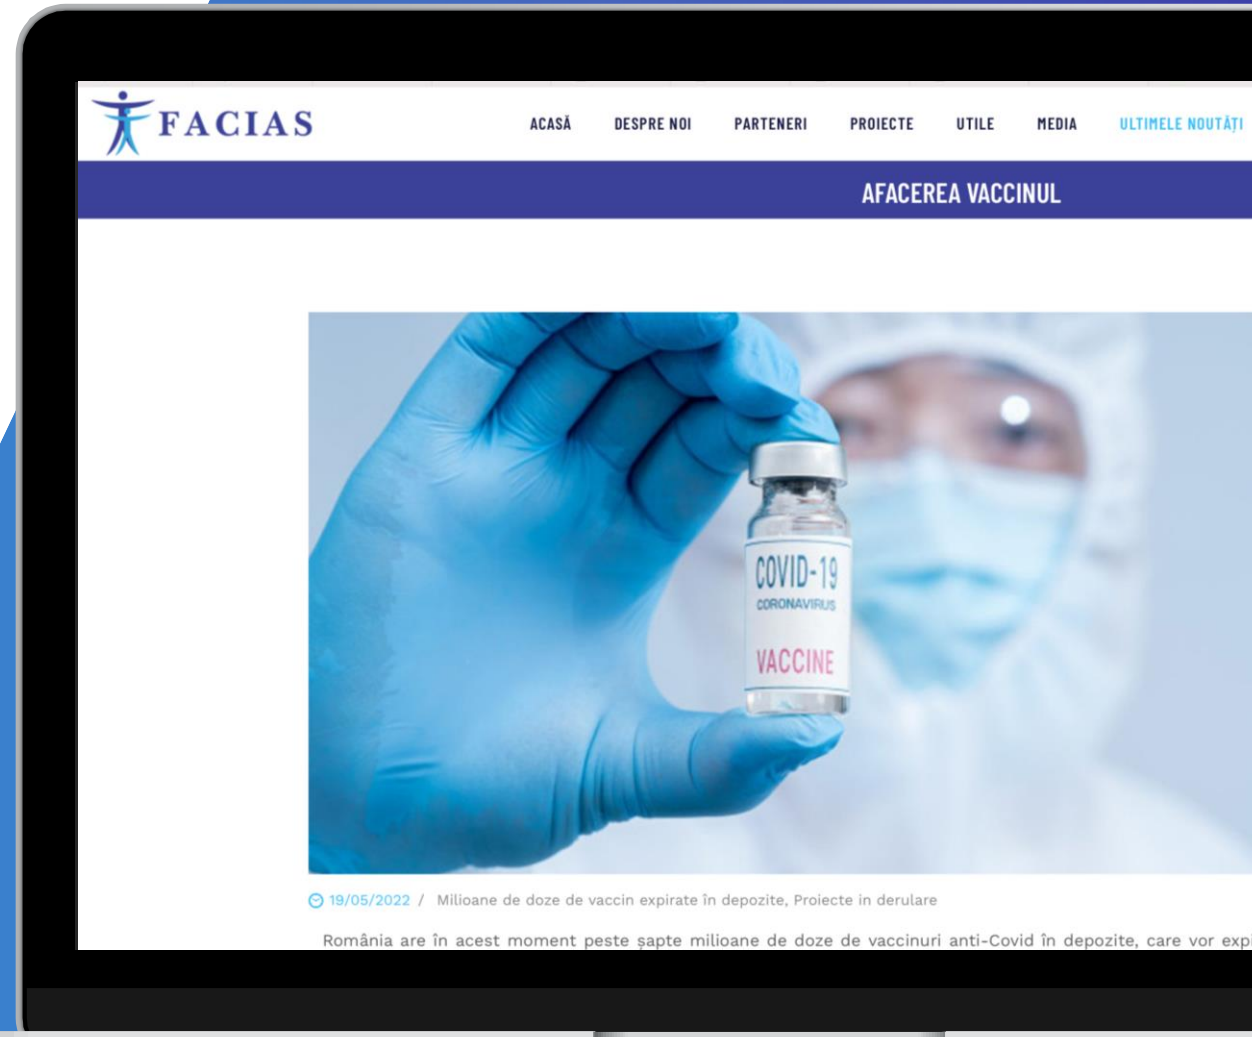 FACIAS
ACASĂ DESPRE NOI PARTENERI PROIECTE UTILE MEDIA ULTIMELE NOUTĂȚI
AFACEREA VACCINUL
COVID-19
CORONAVIRUS
VACCINE
19/05/2022 / Milioane de doze de vaccin expirate în depozite, Proiecte in derulare
România are în acest moment peste șapte milioane de doze de vaccinuri anti-Covid în depozite, care vor